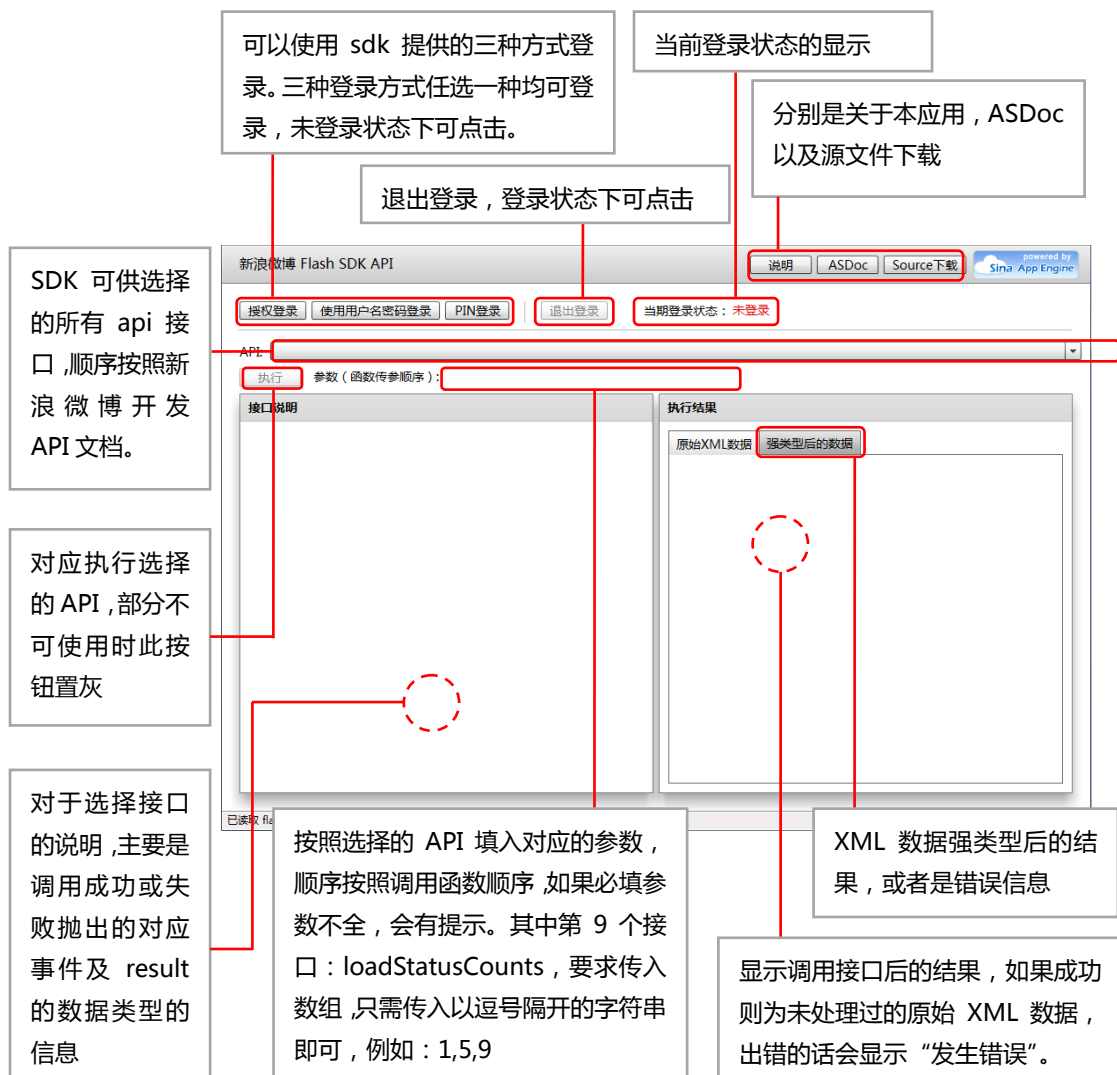 可以使用 sdk 提供的三种方式登
录。三种登录方式任选一种均可登
录，未登录状态下可点击。
当前登录状态的显示
分别是关于本应用，ASDoc
以及源文件下载
退出登录，登录状态下可点击
SDK 可供选择
的所有 api 接
口，顺序按照新
浪微博开发
API 文档。
新浪微博 Flash SDK API
说明 ASDoc Source下载
powered by
Sina App Engine
授权登录 使用用户名密码登录 PIN登录 退出登录 当期登录状态：未登录
API:
执行 参数（函数传参顺序）:
接口说明
执行结果
原始XML数据 强类型后的数据
对应执行选择
的 API，部分不
可使用时此按
钮置灰
对于选择接口
的说明，主要是
调用成功或失
败抛出的对应
事件及 result
的数据类型的
信息
已读取 fla
按照选择的 API 填入对应的参数，
顺序按照调用函数顺序，如果必填参
数不全，会有提示。其中第 9 个接
口：loadStatusCounts，要求传入
数组，只需传入以逗号隔开的字符串
即可，例如：1,5,9
XML 数据强类型后的结
果，或者是错误信息
显示调用接口后的结果，如果成功
则为未处理过的原始 XML 数据，
出错的话会显示“发生错误”。